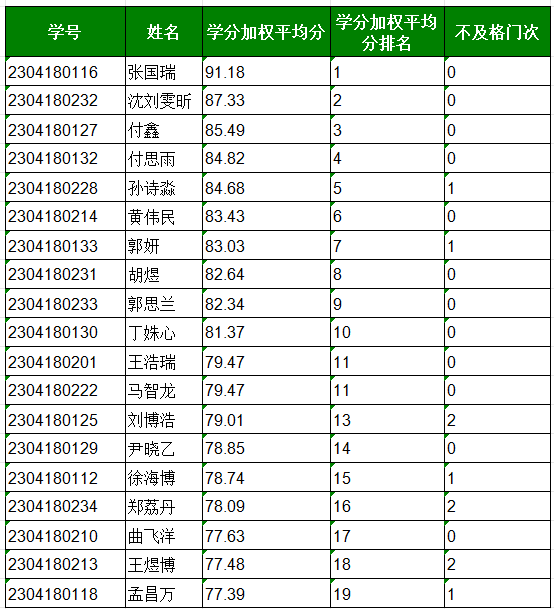 学号 姓名 学分加权平均分 学分加权平均分排名 不及格门次
2304180116 张国瑞 91.18 1 0
2304180232 沈刘雯昕 87.33 2 0
2304180127 付鑫 85.49 3 0
2304180132 付思雨 84.82 4 0
2304180228 孙诗淼 84.68 5 1
2304180214 黄伟民 83.43 6 0
2304180133 郭妍 83.03 7 1
2304180231 胡煜 82.64 8 0
2304180233 郭思兰 82.34 9 0
2304180130 丁姝心 81.37 10 0
2304180201 王浩瑞 79.47 11 0
2304180222 马智龙 79.47 11 0
2304180125 刘博浩 79.01 13 2
2304180129 尹晓乙 78.85 14 0
2304180112 徐海博 78.74 15 1
2304180234 郑荔丹 78.09 16 2
2304180210 曲飞洋 77.63 17 0
2304180213 王煜博 77.48 18 2
2304180118 孟昌万 77.39 19 1